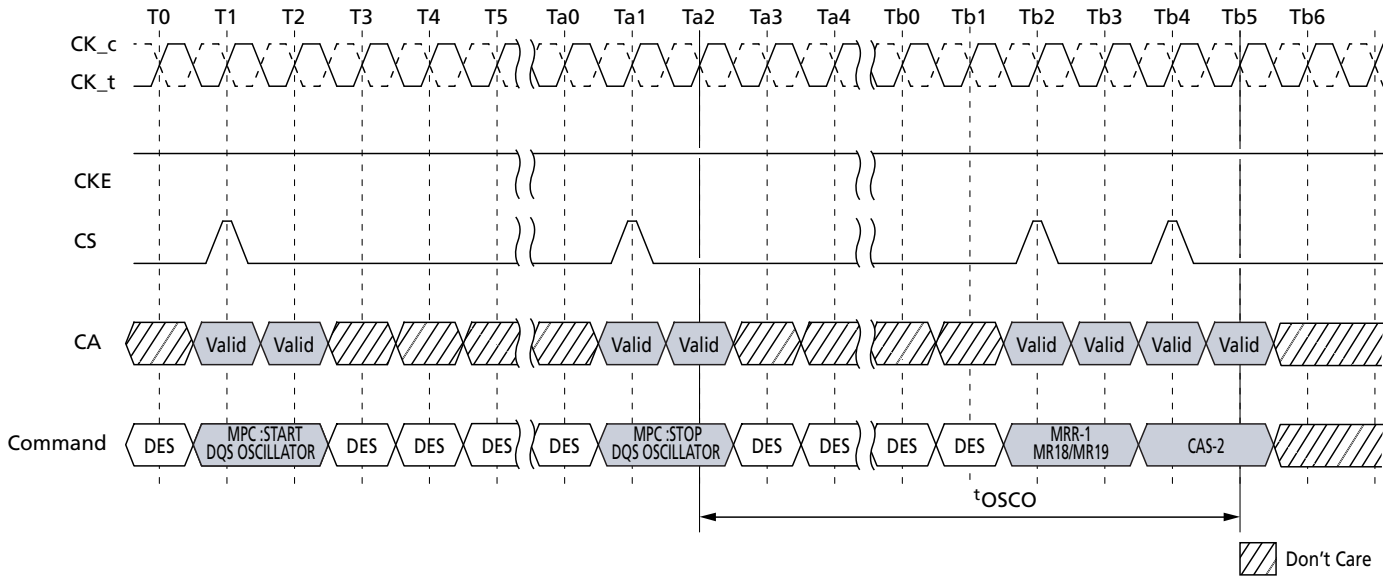 T0 T1 T2 T3 T4 T5 Ta0 Ta1 Ta2 Ta3 Ta4 Tb0 Tb1 Tb2 Tb3 Tb4 Tb5 Tb6
CK_c
CK_t
CKE
CS
CA Valid Valid Valid Valid Valid Valid Valid Valid
Command DES MPC :START DES DES DES DES MPC :STOP DES DES DES DES MRR-1 CAS-2
DQS OSCILLATOR DQS OSCILLATOR MR18/MR19
tOSCO
Don't Care